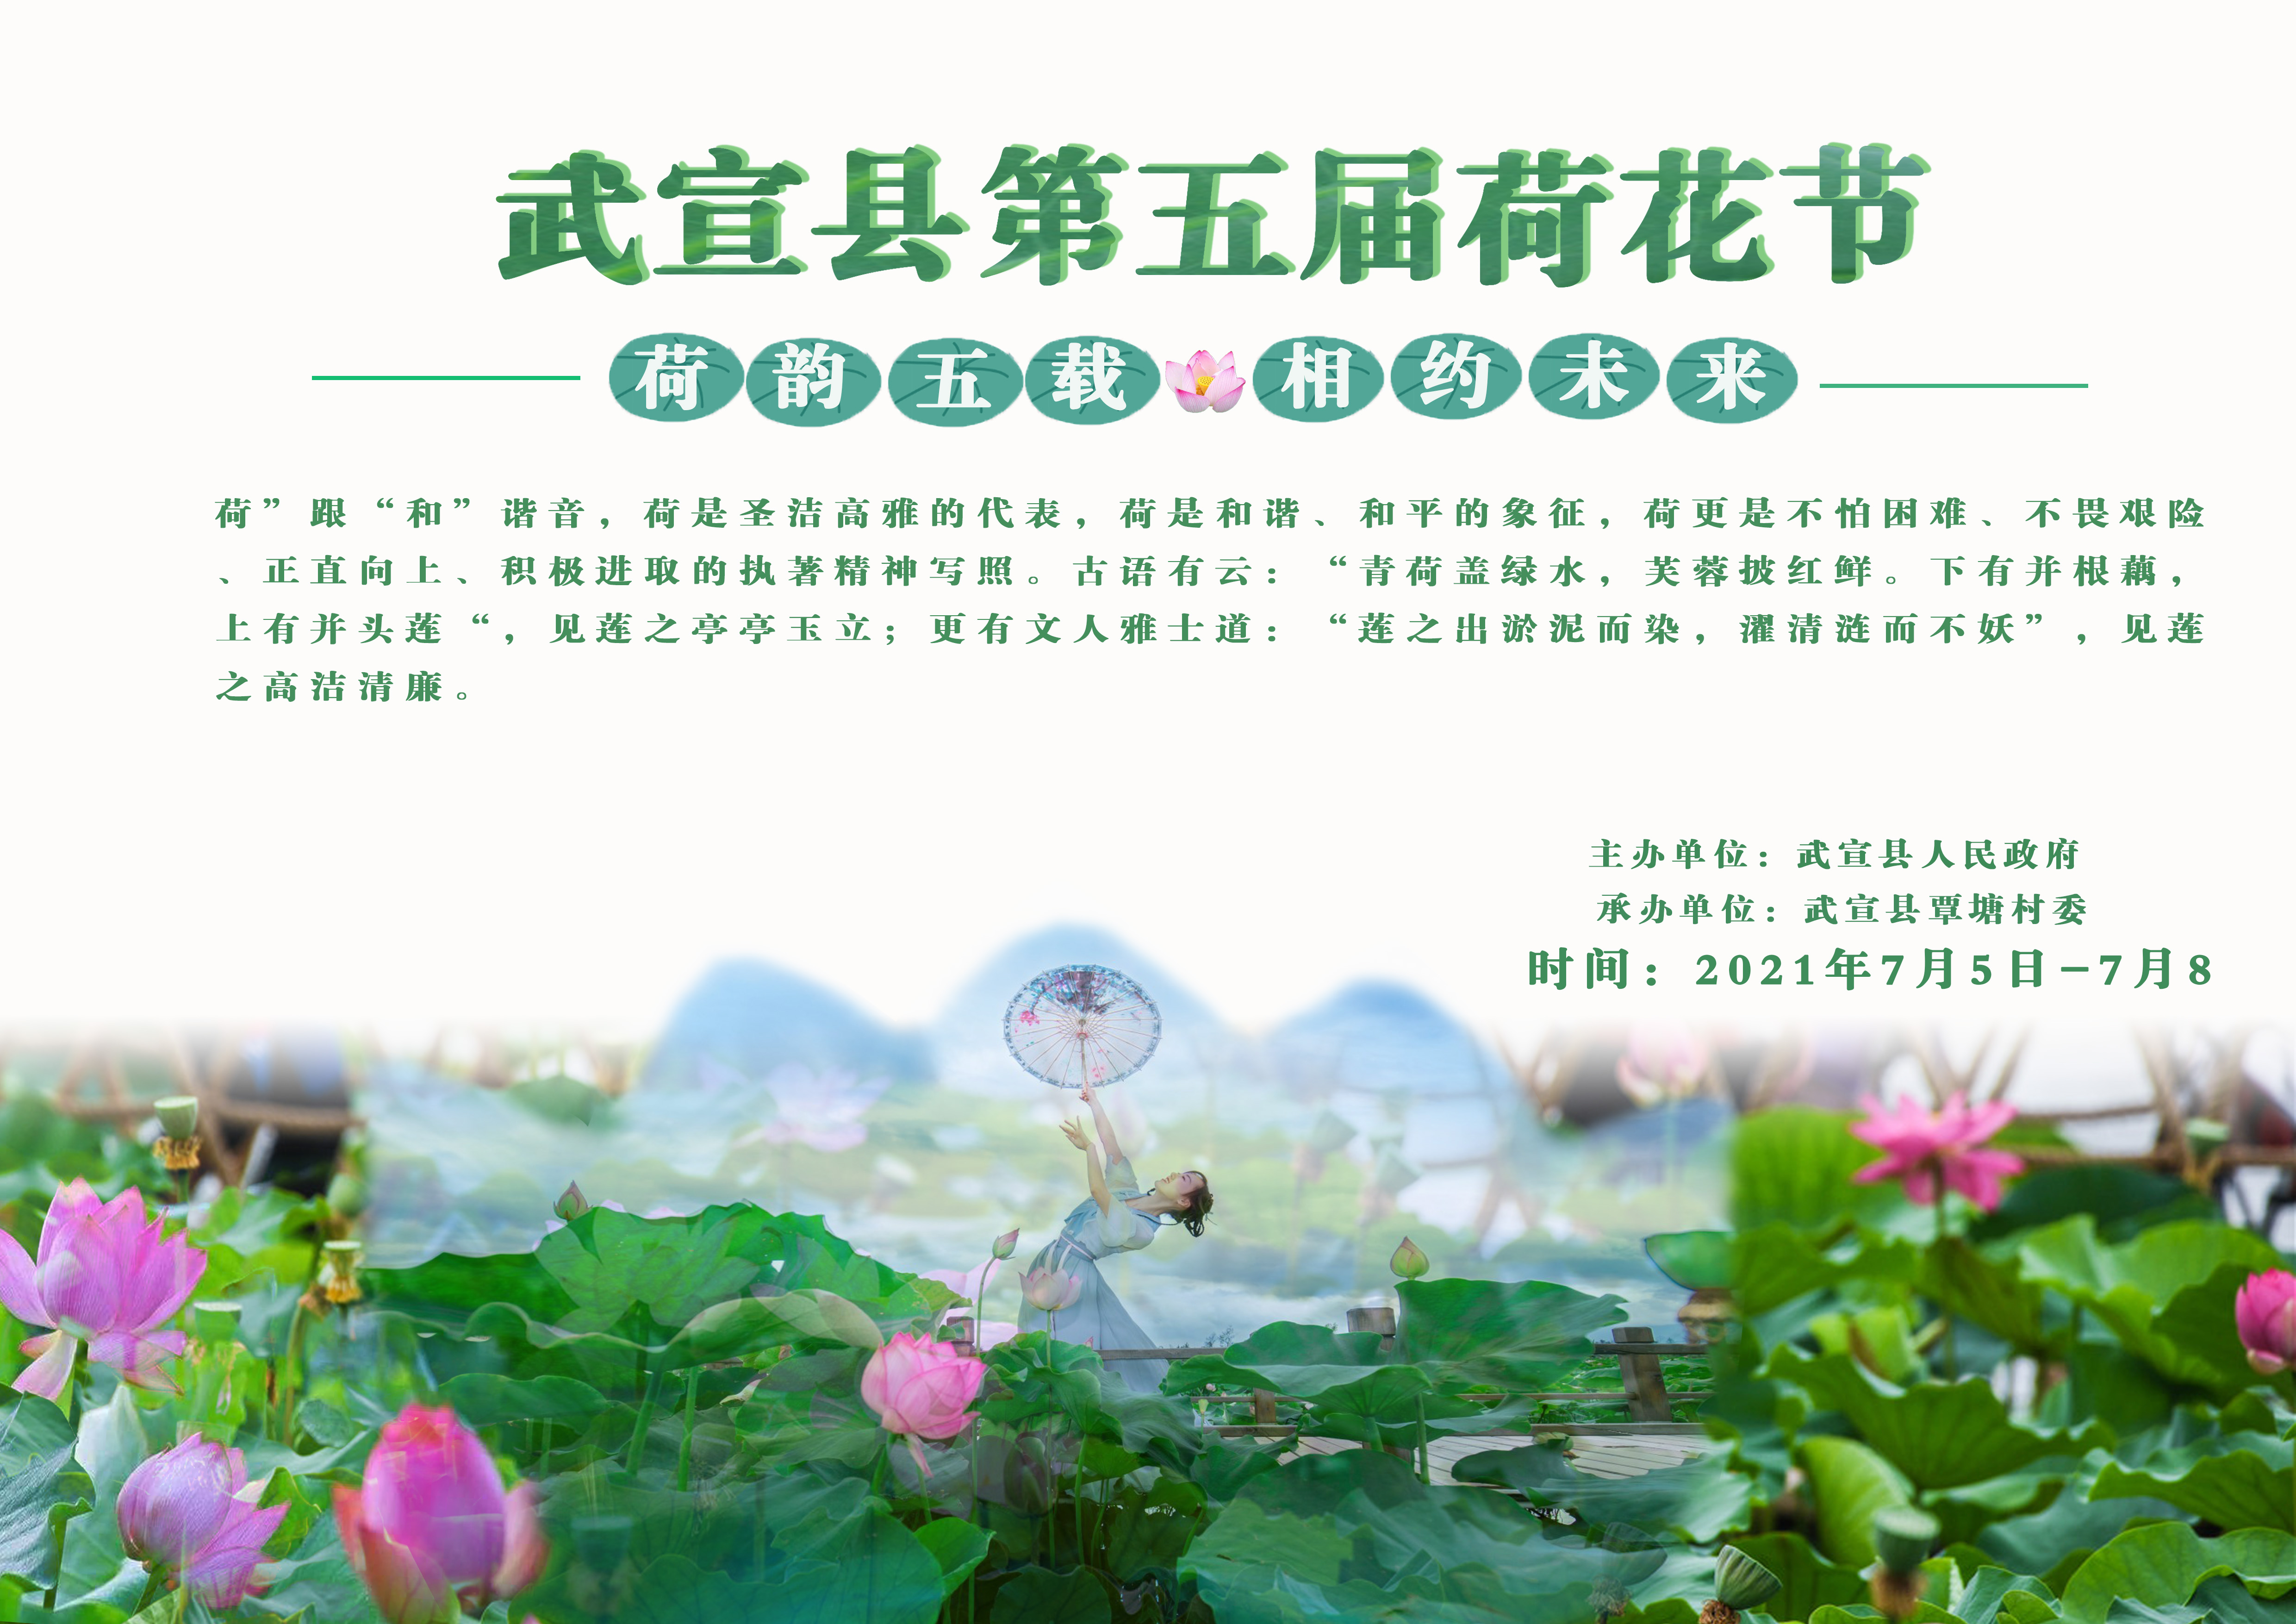 武宣县第五届荷花节
荷韵五载相约未来
荷”跟“和”谐音，荷是圣洁高雅的代表，荷是和谐、和平的象征，荷更是不怕困难、不畏艰险
、正直向上、积极进取的执著精神写照。古语有云：“青荷盖绿水，芙蓉披红鲜。下有并根藕，
上有并头莲“，见莲之亭亭玉立；更有文人雅士道：“莲之出淤泥而染，濯清涟而不妖”，见莲
之高洁清廉。
主办单位：武宣县人民政府
承办单位：武宣县覃塘村委
时间：2021年7月5日-7月8